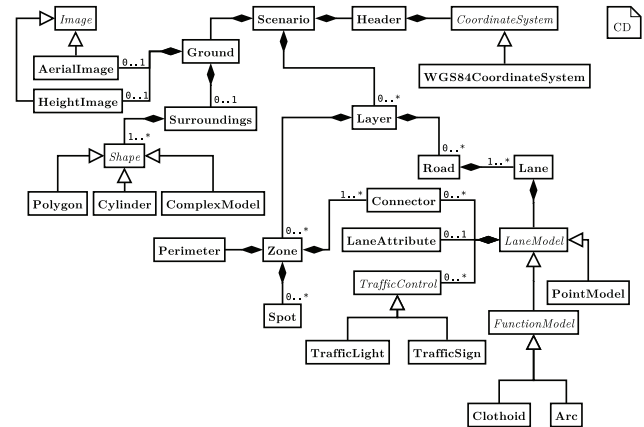 Image
Scenario
Header
CoordinateSystem
CD
Ground
AerialImage
0..1
WGS84CoordinateSystem
HeightImage
0..1
0..1
0..*
Surroundings
Layer
1..*
0..*
Shape
Road
1..*
Lane
Polygon
Cylinder
ComplexModel
1..*
Connector
0..*
0..*
LaneAttribute
0..1
LaneModel
Perimeter
Zone
TrafficControl
0..*
PointModel
0..*
Spot
FunctionModel
TrafficLight
TrafficSign
Clothoid
Arc